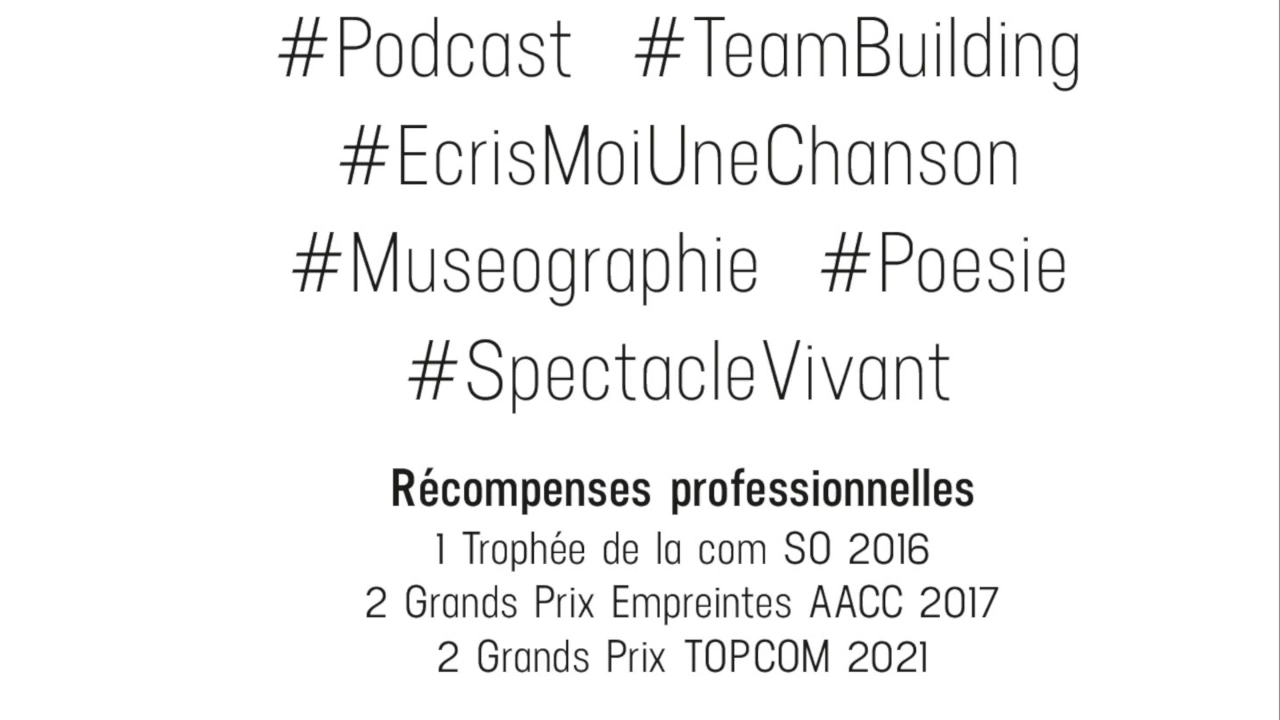 #Podcast #TeamBuilding
#EcrisMoiUneChanson
#Museographie #Poesie
#SpectacleVivant
Récompenses professionnelles
1 Trophée de la com SO 2016
2 Grands Prix Empreintes AACC 2017
2 Grands Prix TOPCOM 2021